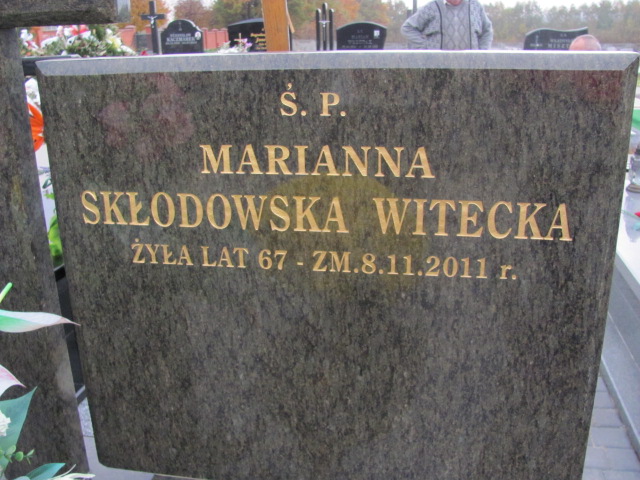 Ś. P.
MARIANNA
SKŁODOWSKA WITECKA
ŻYŁA LAT 67 - ZM.8.11.2011 r.